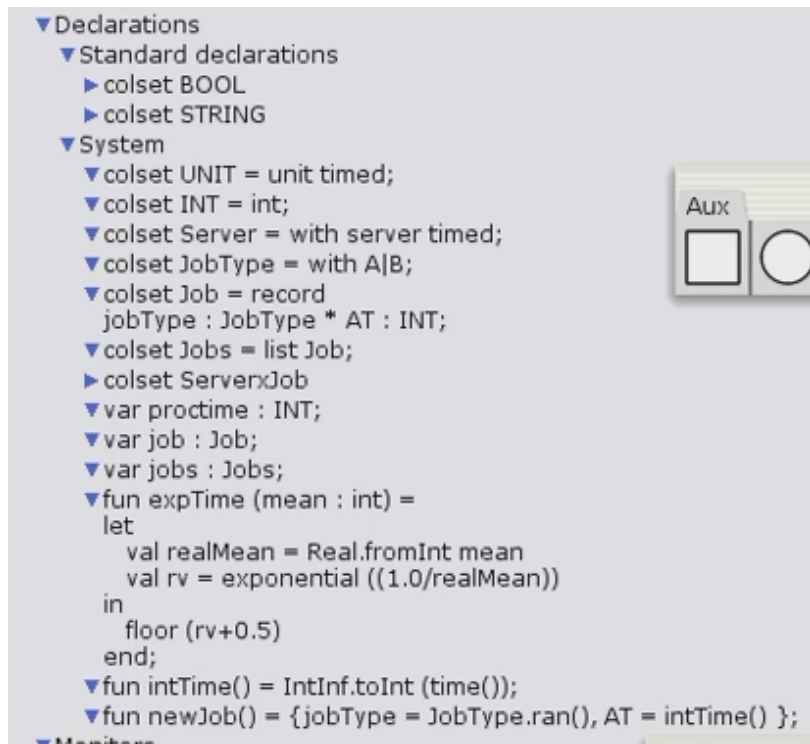 Declarations
Standard declarations
colset BOOL
colset STRING
System
colset UNIT = unit timed;
colset INT = int;
colset Server = with server timed;
colset JobType = with A|B;
colset Job = record
jobType : JobType * AT : INT;
colset Jobs = list Job;
colset ServerxJob
var proctime : INT;
var job : Job;
var jobs : Jobs;
fun expTime (mean : int) =
let
val realMean = Real.fromInt mean
val rv = exponential ((1.0/realMean))
in
floor (rv+0.5)
end;
fun intTime() = IntInf.toInt (time());
fun newJob() = {jobType = JobType.ran(), AT = intTime() };
Monitors
Aux